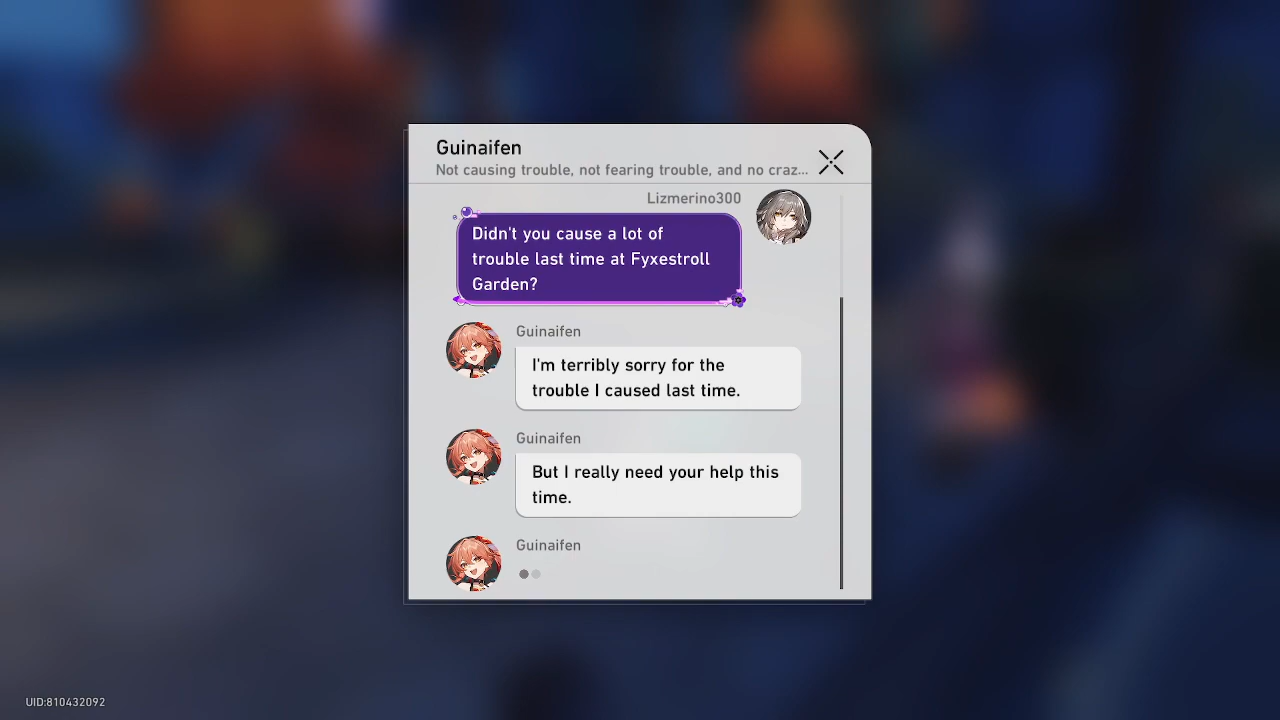 Guinaifen
Not causing trouble, not fearing trouble, and no craz...
Lizmerino300
Didn't you cause a lot of
trouble last time at Fyxestroll
Garden?
Guinaifen
I'm terribly sorry for the
trouble I caused last time.
Guinaifen
But I really need your help this
time.
Guinaifen
UID:810432092